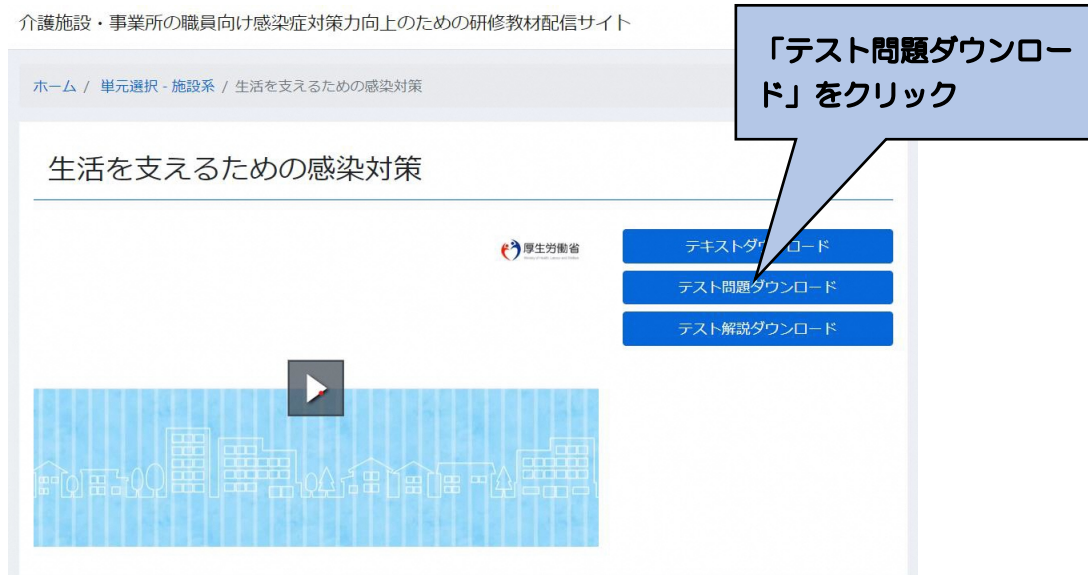 介護施設・事業所の職員向け感染症対策力向上のための研修教材配信サイト
「テスト問題ダウンロー
ド」をクリック
ホーム / 単元選択 - 施設系 / 生活を支えるための感染対策
生活を支えるための感染対策
厚生労働省
テキストダウンロード
テスト問題ダウンロード
テスト解説ダウンロード